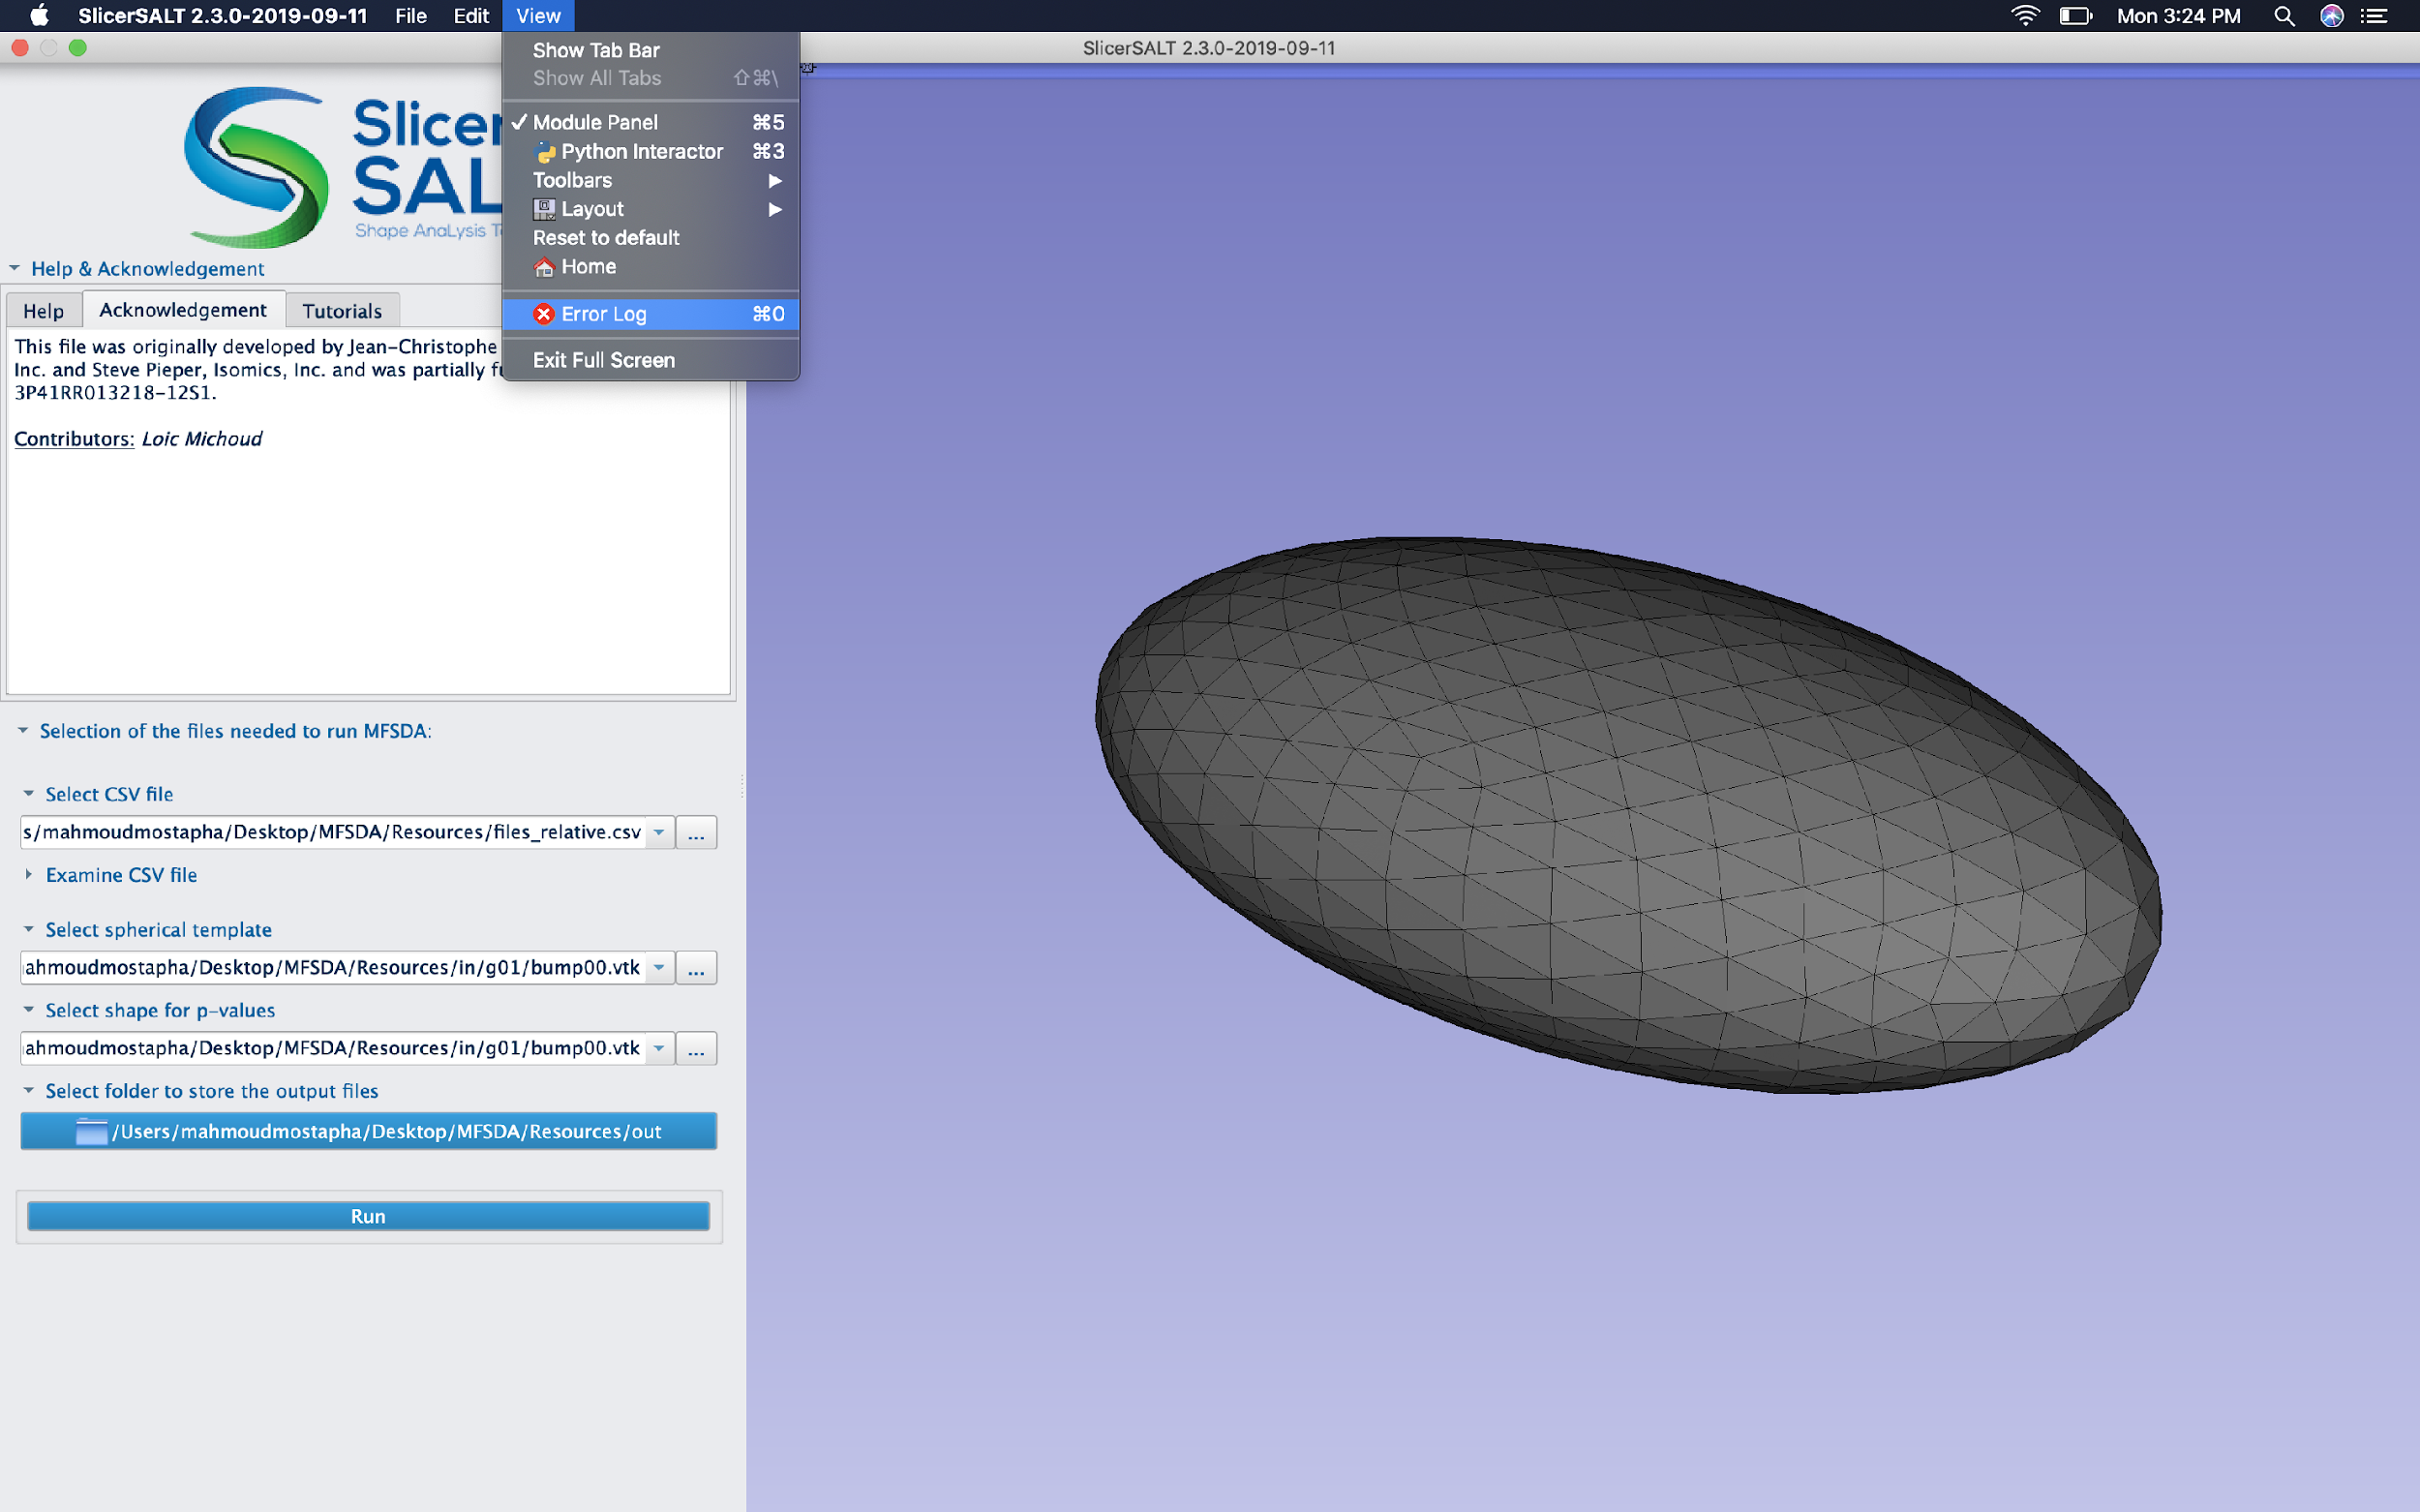 SlicerSALT 2.3.0-2019-09-11 File Edit View Mon 3:24 PM
SlicerSALT 2.3.0-2019-09-11
Show Tab Bar
Show All Tabs ⇧⌘\
✓ Module Panel ⌘5
Python Interactor ⌘3
Toolbars ▶
Layout ▶
Reset to default
Home
Error Log ⌘0
Exit Full Screen
Slicer
SAL
Shape AnaLysis T
Help & Acknowledgement
Help Acknowledgement Tutorials
This file was originally developed by Jean-Christophe
Inc. and Steve Pieper, Isomics, Inc. and was partially f
3P41RR013218-12S1.
Contributors: Loic Michoud
Selection of the files needed to run MFSDA:
Select CSV file
s/mahmoudmostapha/Desktop/MFSDA/Resources/files_relative.csv ...
Examine CSV file
Select spherical template
ahmoudmostapha/Desktop/MFSDA/Resources/in/g01/bump00.vtk ...
Select shape for p-values
ahmoudmostapha/Desktop/MFSDA/Resources/in/g01/bump00.vtk ...
Select folder to store the output files
/Users/mahmoudmostapha/Desktop/MFSDA/Resources/out
Run